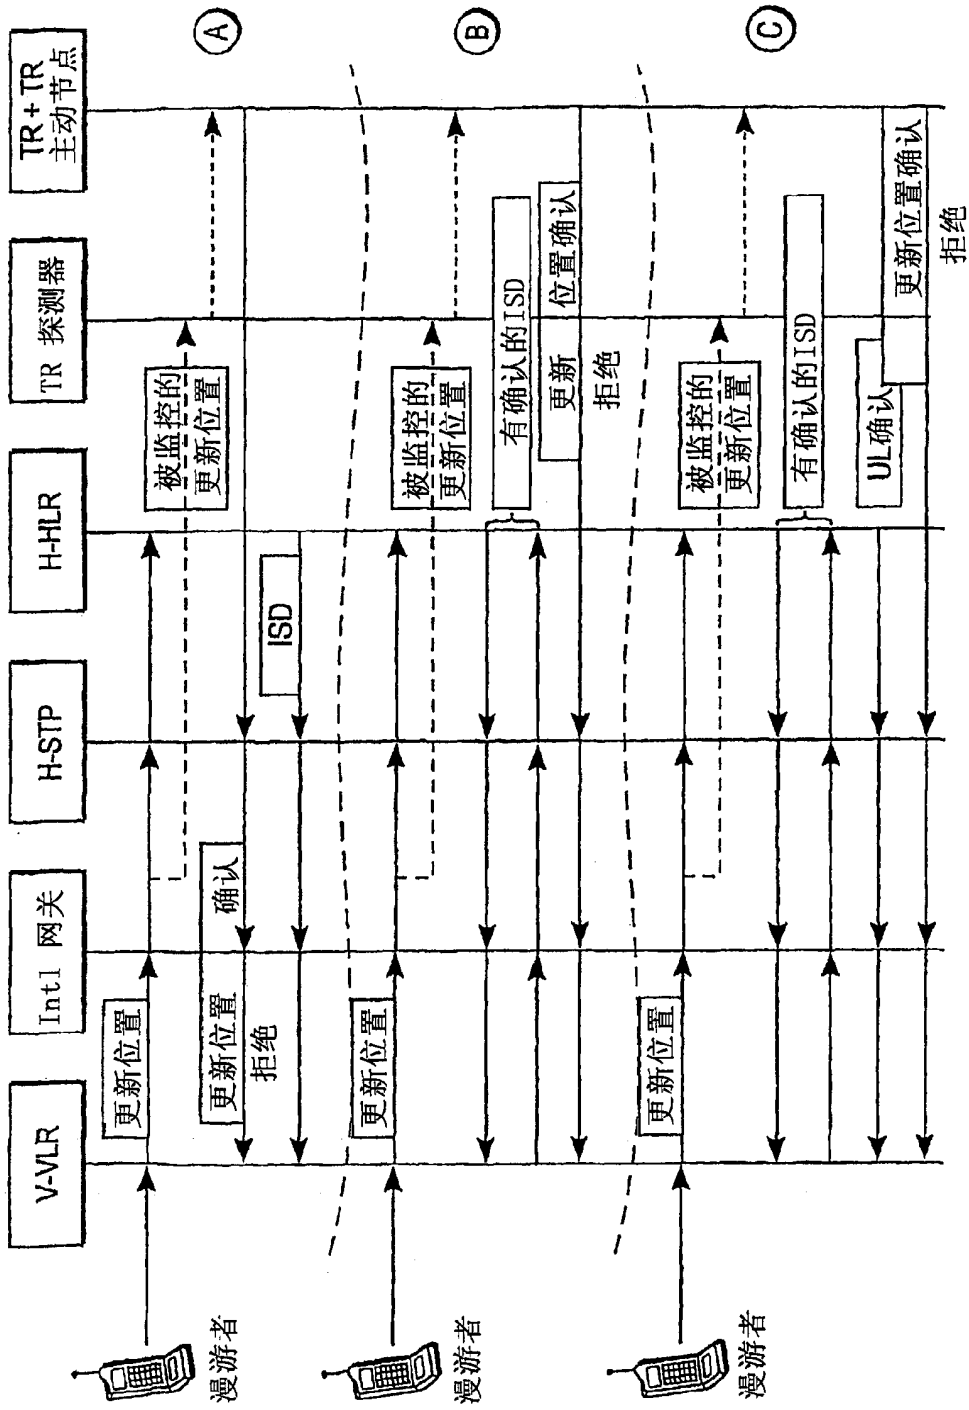 V-VLR
Intl 网关
H-STP
H-HLR
TR 探测器
TR+TR
主动节点
漫游者
更新位置
被监控的
更新位置
A
更新位置
确认
拒绝
ISD
漫游者
更新位置
被监控的
更新位置
B
有确认的ISD
更新
位置确认
拒绝
漫游者
更新位置
被监控的
更新位置
C
有确认的ISD
UL确认
更新位置确认
拒绝